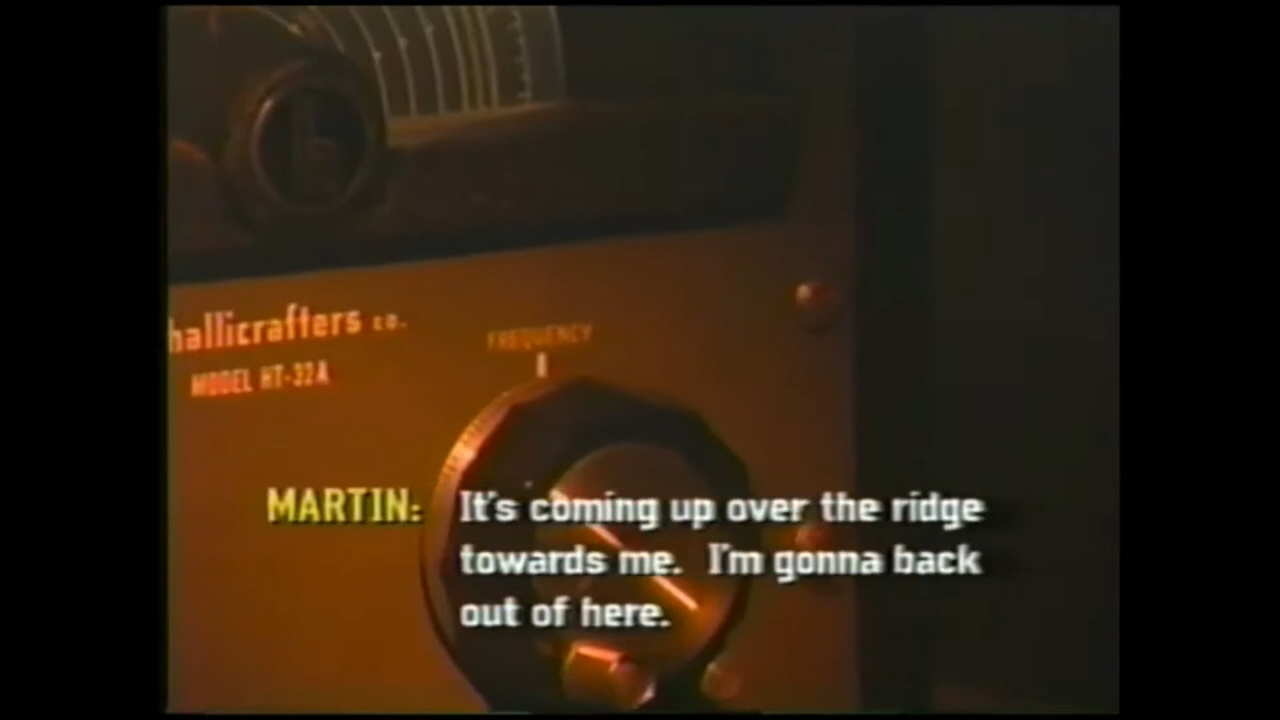 hallicrafters co.
MODEL HT-32A
FREQUENCY
MARTIN: It's coming up over the ridge
towards me.  I'm gonna back
out of here.